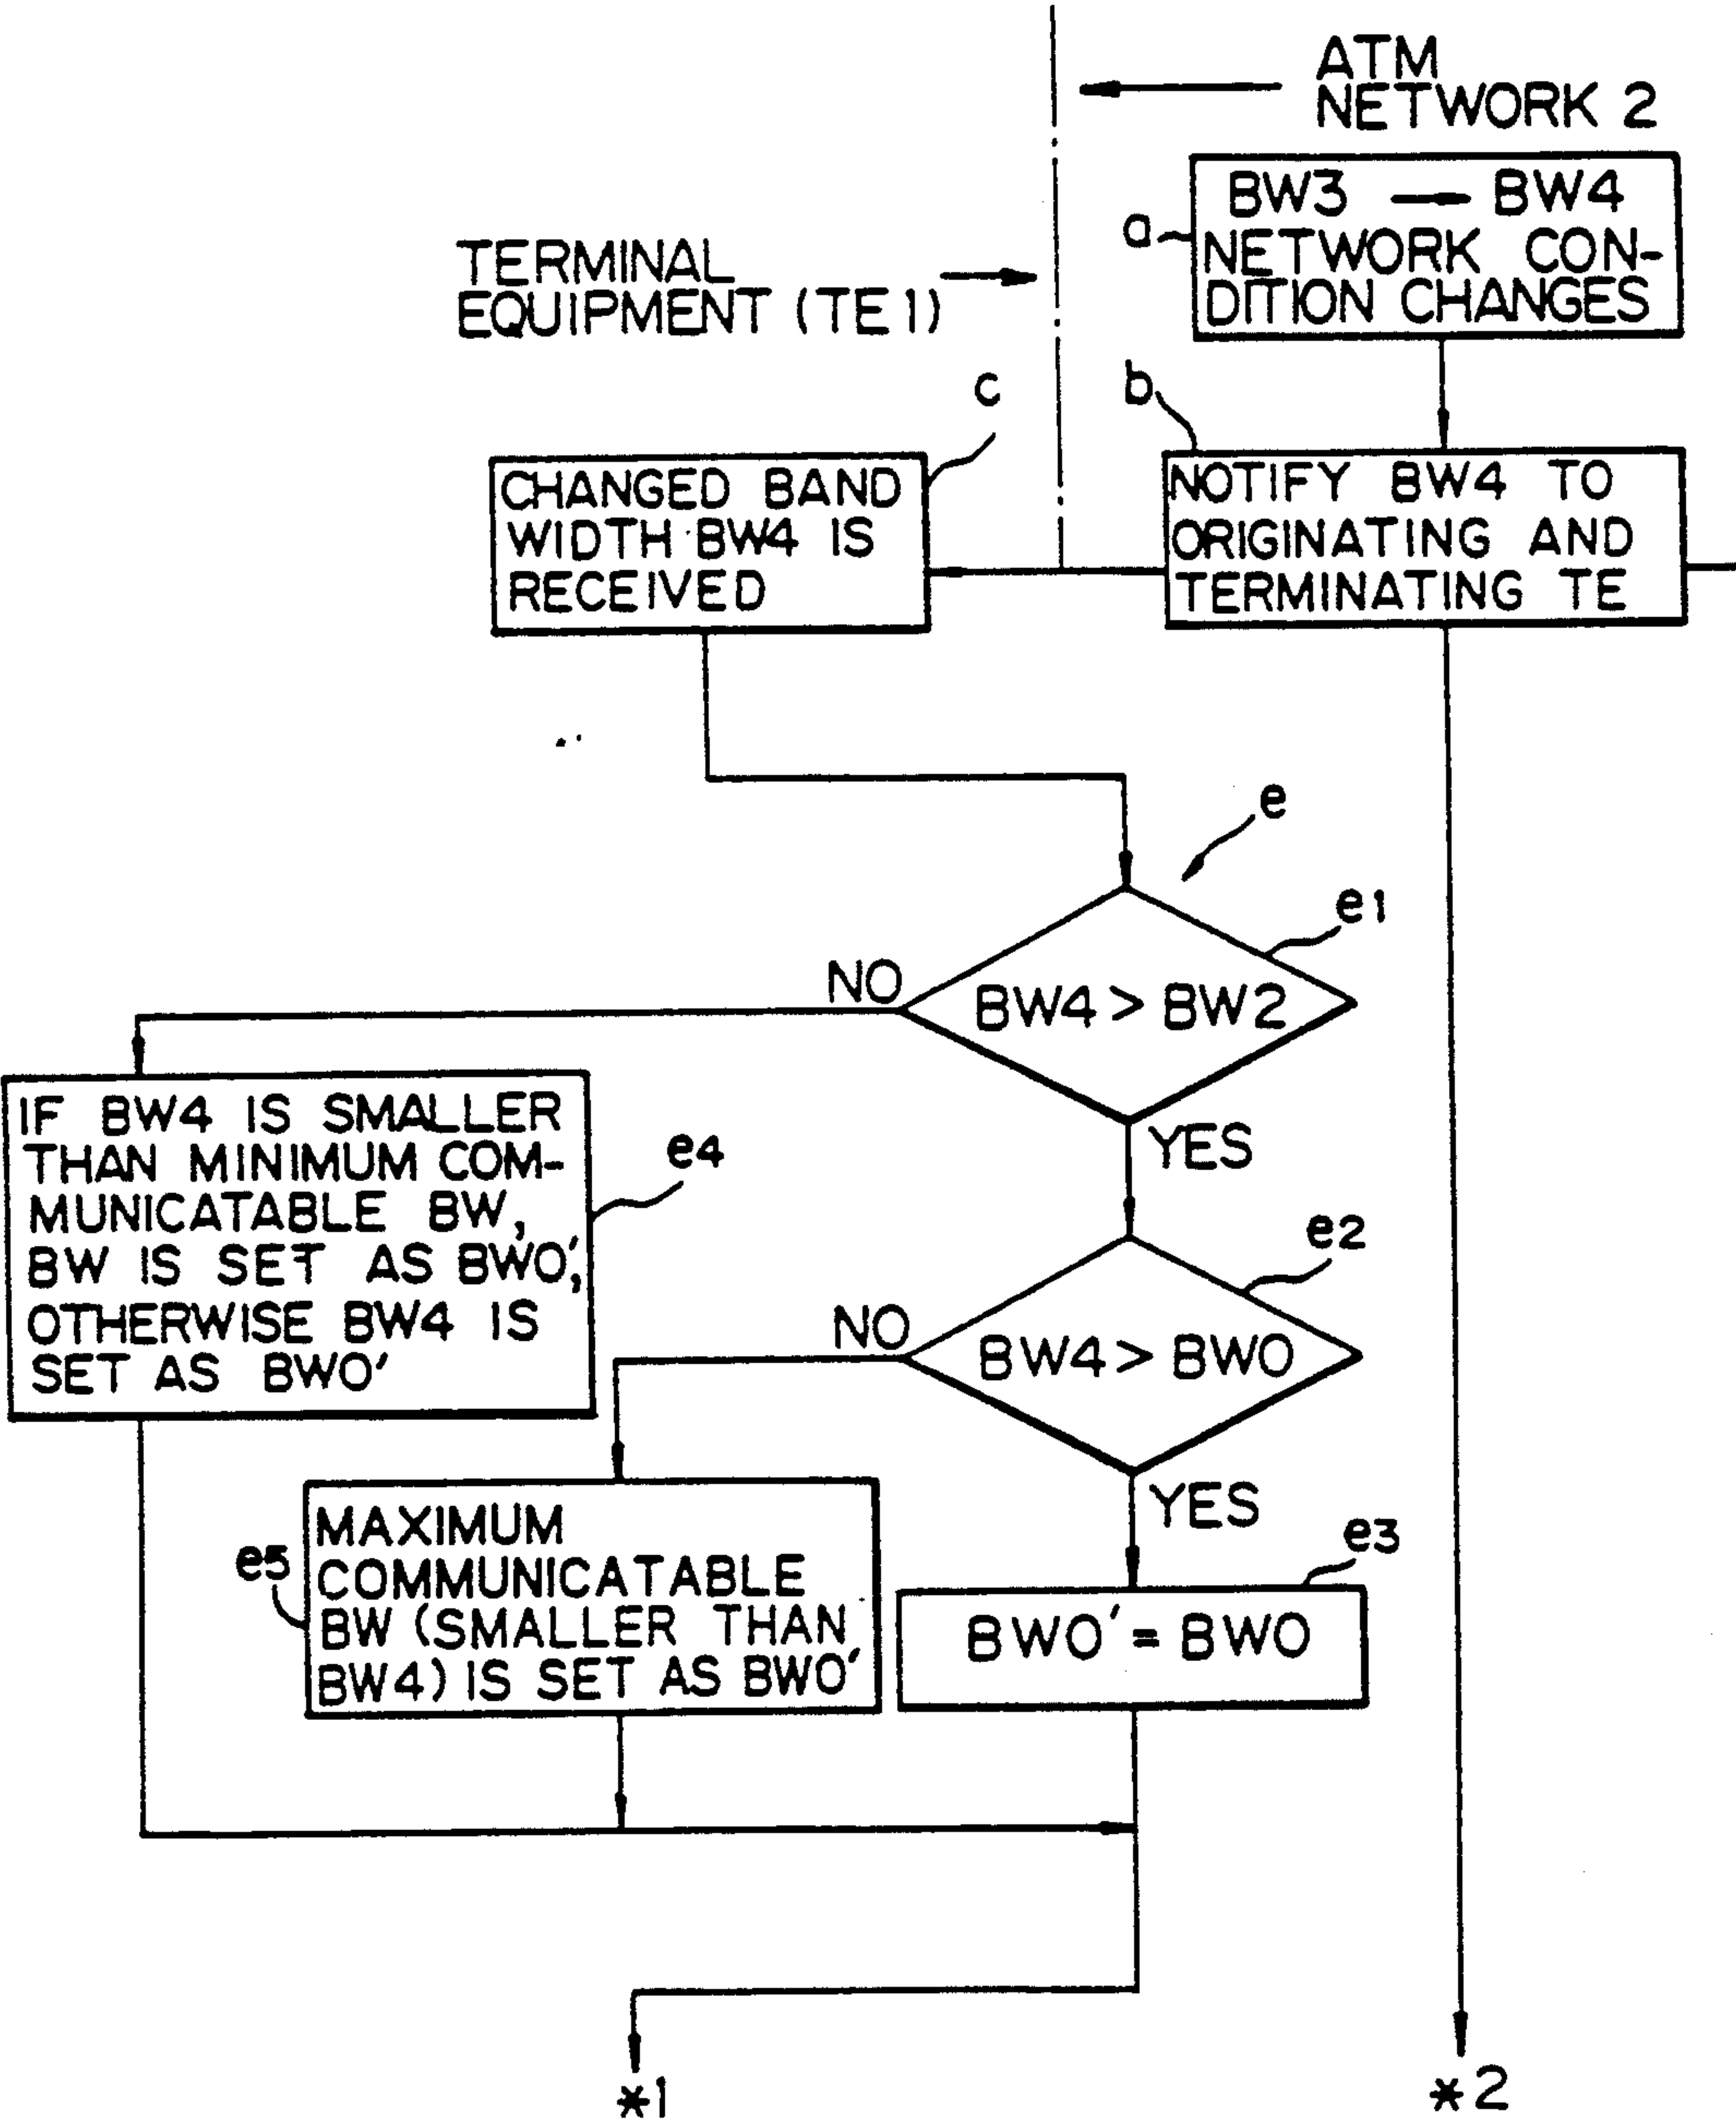 ATM
NETWORK 2
BW3 → BW4
NETWORK CON-
DITION CHANGES
a
TERMINAL
EQUIPMENT (TE1)
c
b
CHANGED BAND
WIDTH BW4 IS
RECEIVED
NOTIFY BW4 TO
ORIGINATING AND
TERMINATING TE
e
e1
NO
BW4 > BW2
YES
IF BW4 IS SMALLER
THAN MINIMUM COM-
MUNICATABLE BW,
BW IS SET AS BW0',
OTHERWISE BW4 IS
SET AS BW0'
e4
e2
NO
BW4 > BW0
YES
MAXIMUM
COMMUNICATABLE
BW (SMALLER THAN
BW4) IS SET AS BW0'
e5
e3
BW0' = BW0
*1
*2